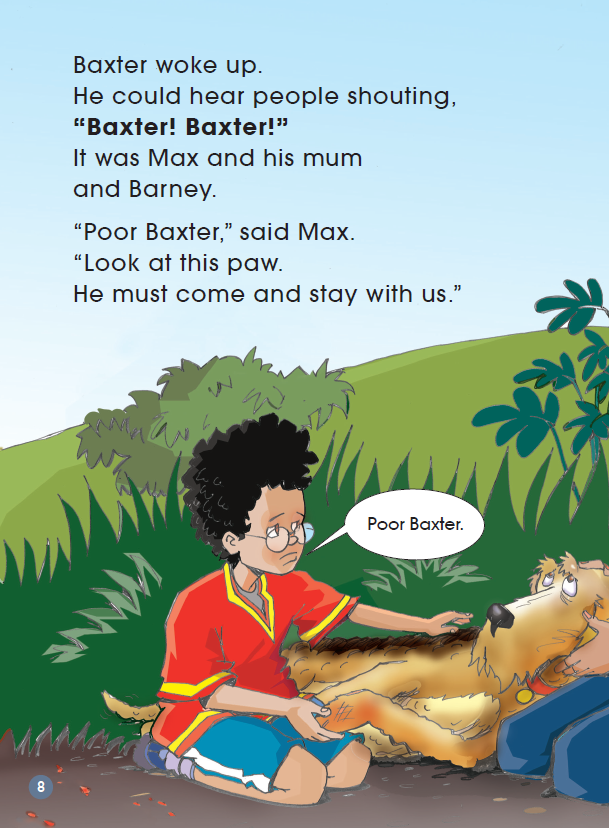 Baxter woke up.
He could hear people shouting,
“Baxter! Baxter!”
It was Max and his mum
and Barney.
“Poor Baxter,” said Max.
“Look at this paw.
He must come and stay with us.”
Poor Baxter.
8